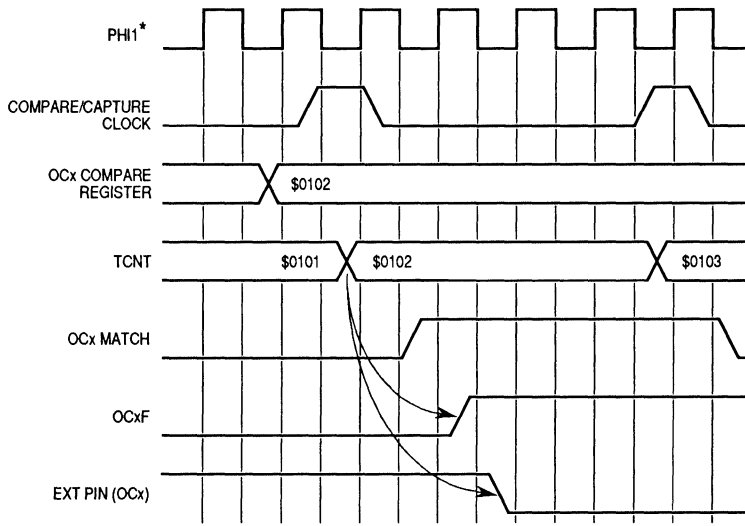 PHI1*
COMPARE/CAPTURE
CLOCK
OCx COMPARE
REGISTER
$0102
TCNT
$0101
$0102
$0103
OCx MATCH
OCxF
EXT PIN (OCx)